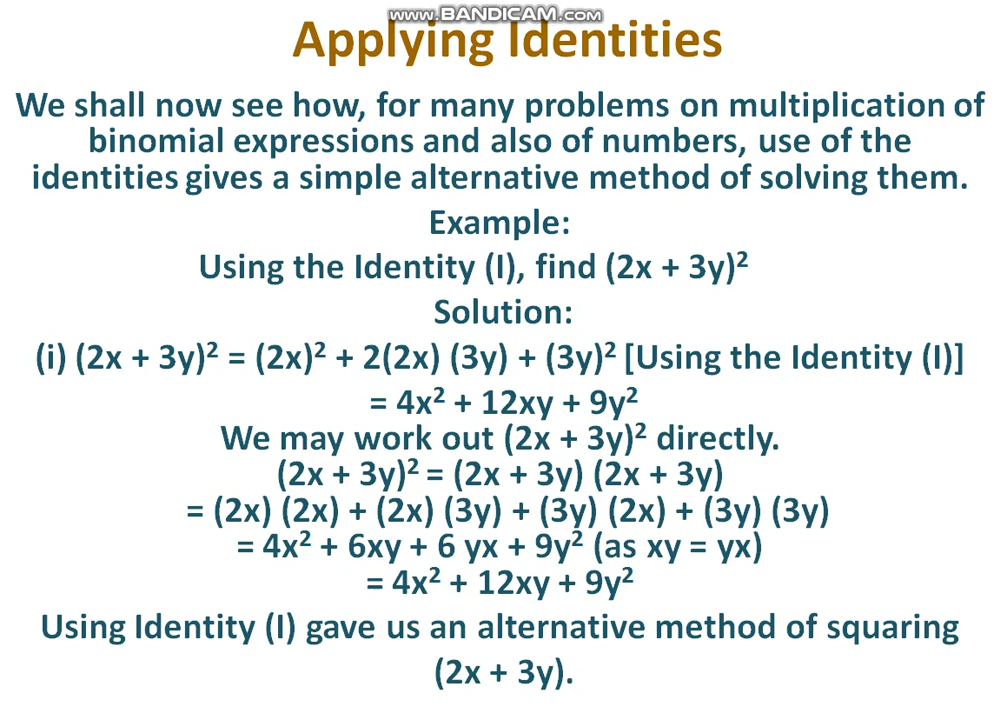 www.BANDICAM.com
Applying Identities
We shall now see how, for many problems on multiplication of
binomial expressions and also of numbers, use of the
identities gives a simple alternative method of solving them.
Example:
Using the Identity (I), find (2x + 3y)²
Solution:
(i) (2x + 3y)² = (2x)² + 2(2x) (3y) + (3y)² [Using the Identity (I)]
= 4x² + 12xy + 9y²
We may work out (2x + 3y)² directly.
(2x + 3y)² = (2x + 3y) (2x + 3y)
= (2x) (2x) + (2x) (3y) + (3y) (2x) + (3y) (3y)
= 4x² + 6xy + 6 yx + 9y² (as xy = yx)
= 4x² + 12xy + 9y²
Using Identity (I) gave us an alternative method of squaring
(2x + 3y).